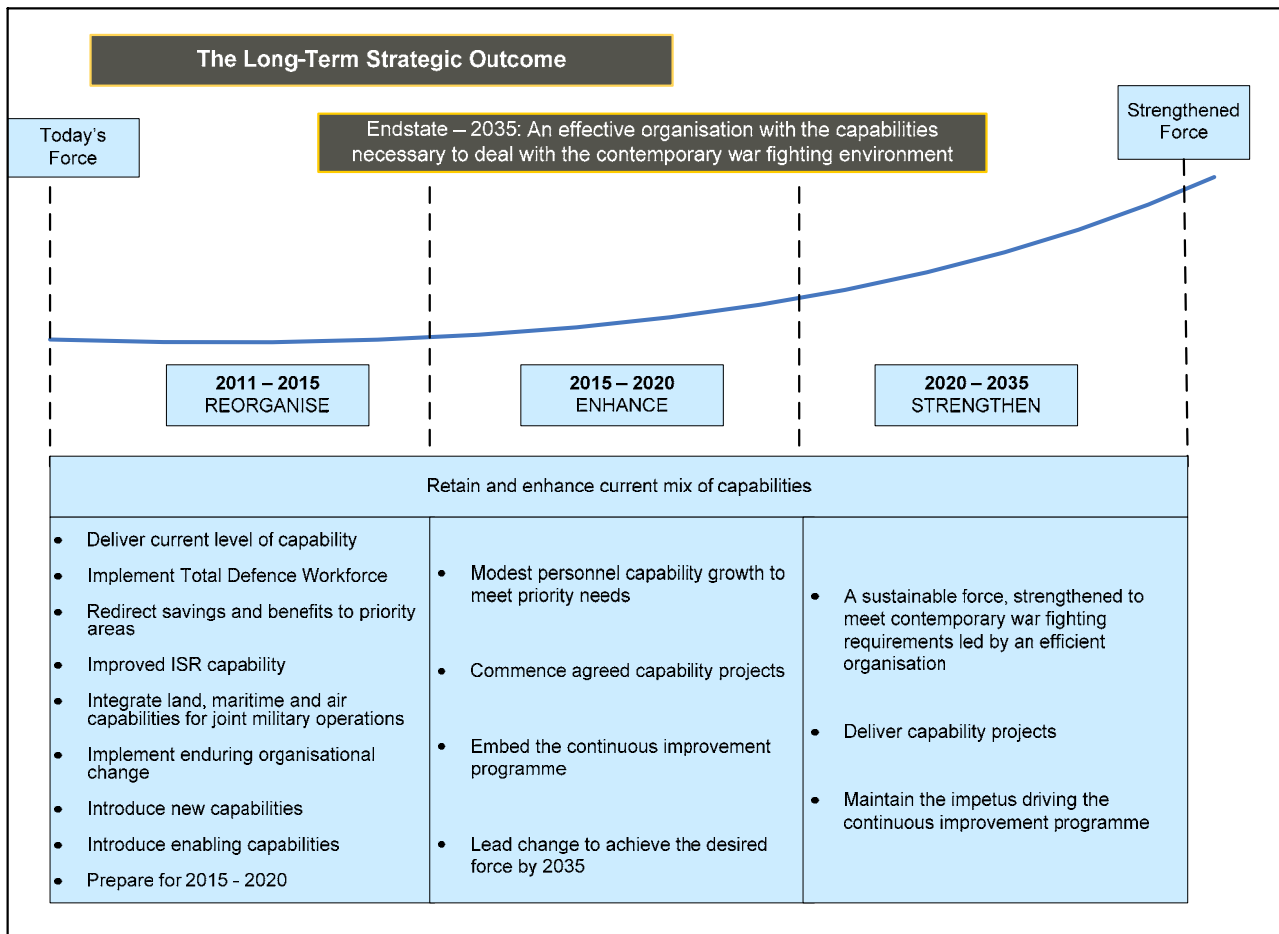 The Long-Term Strategic Outcome
Today's
Force
Endstate – 2035: An effective organisation with the capabilities
necessary to deal with the contemporary war fighting environment
Strengthened
Force
2011 – 2015
REORGANISE
2015 – 2020
ENHANCE
2020 – 2035
STRENGTHEN
Retain and enhance current mix of capabilities
• Deliver current level of capability
• Implement Total Defence Workforce
• Redirect savings and benefits to priority
areas
• Improved ISR capability
• Integrate land, maritime and air
capabilities for joint military operations
• Implement enduring organisational
change
• Introduce new capabilities
• Introduce enabling capabilities
• Prepare for 2015 - 2020
• Modest personnel capability growth to
meet priority needs
• Commence agreed capability projects
• Embed the continuous improvement
programme
• Lead change to achieve the desired
force by 2035
• A sustainable force, strengthened to
meet contemporary war fighting
requirements led by an efficient
organisation
• Deliver capability projects
• Maintain the impetus driving the
continuous improvement programme